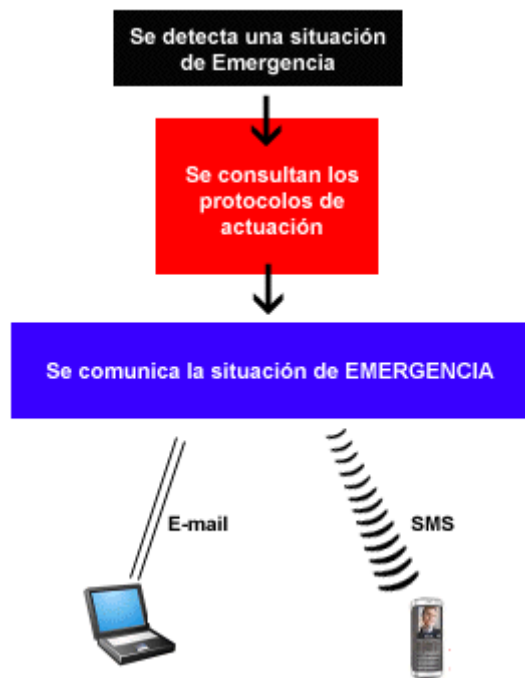 Se detecta una situación
de Emergencia
Se consultan los
protocolos de
actuación
Se comunica la situación de EMERGENCIA
E-mail
SMS